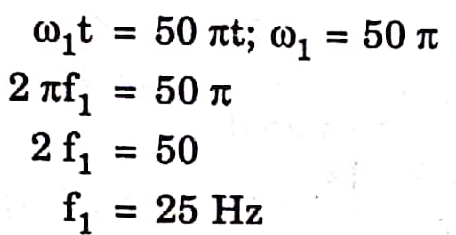 ω₁t = 50 πt; ω₁ = 50 π
2 πf₁ = 50 π
2 f₁ = 50
f₁ = 25 Hz